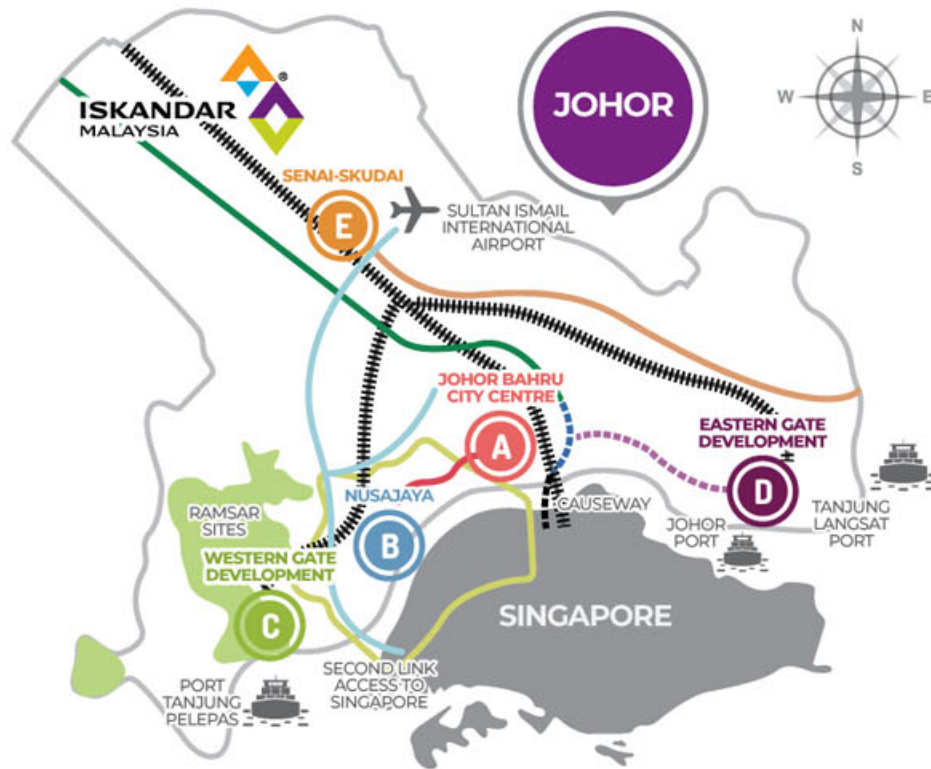 N
W
E
S
JOHOR
ISKANDAR
MALAYSIA
®
SENAI-SKUDAI
E
SULTAN ISMAIL
INTERNATIONAL
AIRPORT
JOHOR BAHRU
CITY CENTRE
A
EASTERN GATE
DEVELOPMENT
D
NUSAJAYA
B
CAUSEWAY
RAMSAR
SITES
JOHOR
PORT
TANJUNG
LANGSAT
PORT
WESTERN GATE
DEVELOPMENT
C
SINGAPORE
PORT
TANJUNG
PELEPAS
SECOND LINK
ACCESS TO
SINGAPORE